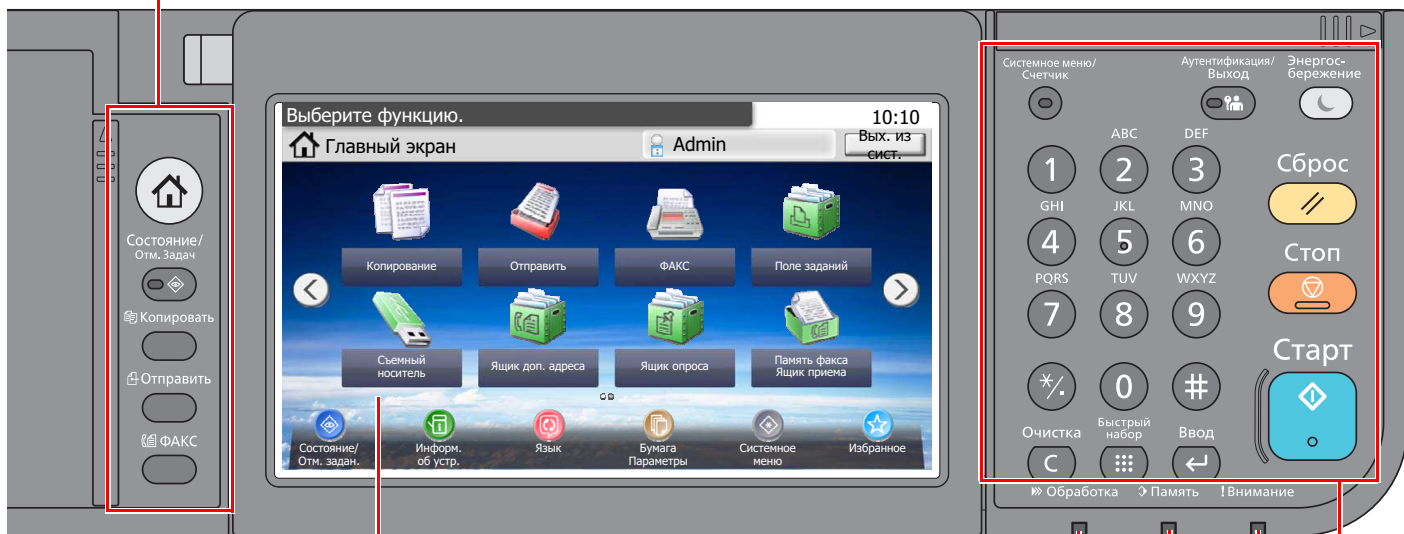 Состояние/
Отм. Задач
Копировать
Отправить
ФАКС
Выберите функцию.
10:10
Главный экран
Admin
Вых. из
сист.
Копирование
Отправить
ФАКС
Поле заданий
Съемный
носитель
Ящик доп. адреса
Ящик опроса
Память факса
Ящик приема
Состояние/
Отм. задан.
Информ.
об устр.
Язык
Бумага
Параметры
Системное
меню
Избранное
Системное меню/
Счетчик
Аутентификация/
Выход
Энергос-
бережение
ABC
DEF
1
2
3
GHI
JKL
MNO
4
5
6
PQRS
TUV
WXYZ
7
8
9
*/.
0
#
Очистка
Быстрый
набор
Ввод
C
Сброс
Стоп
Старт
Обработка
Память
!Внимание